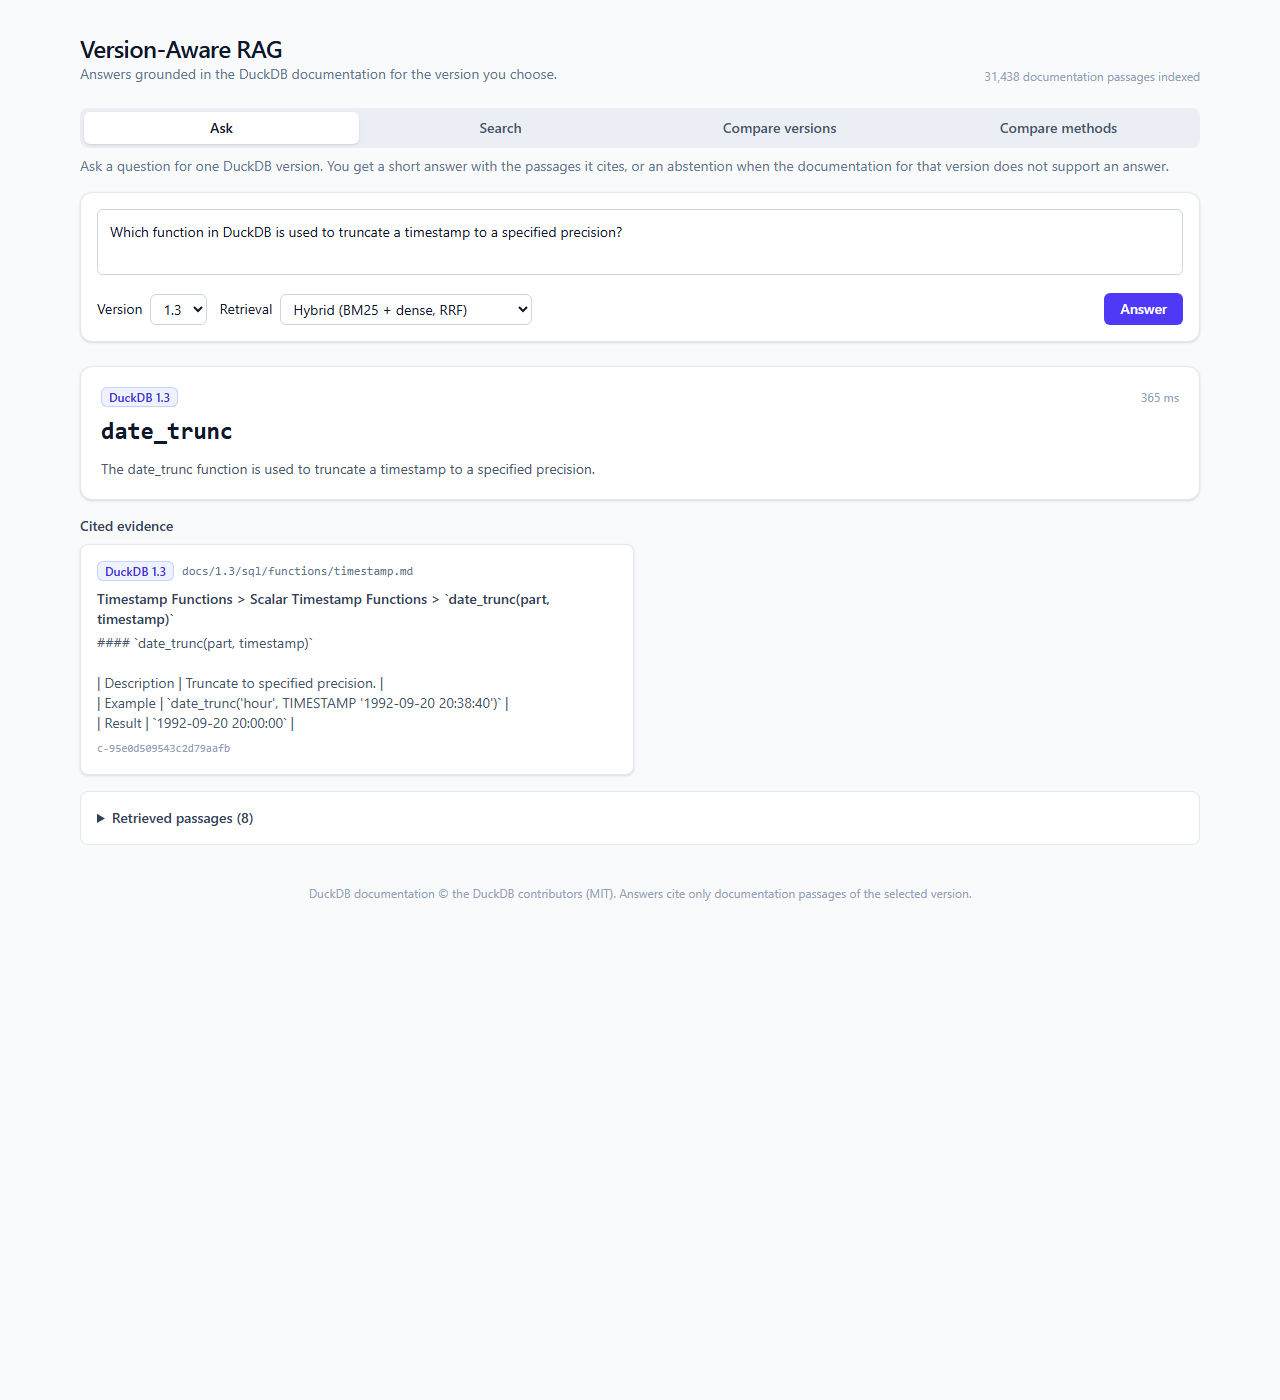 Version-Aware RAG
Answers grounded in the DuckDB documentation for the version you choose.
31,438 documentation passages indexed
Ask
Search
Compare versions
Compare methods
Ask a question for one DuckDB version. You get a short answer with the passages it cites, or an abstention when the documentation for that version does not support an answer.
Which function in DuckDB is used to truncate a timestamp to a specified precision?
Version 1.3 Retrieval Hybrid (BM25 + dense, RRF) Answer
DuckDB 1.3 365 ms
date_trunc
The date_trunc function is used to truncate a timestamp to a specified precision.
Cited evidence
DuckDB 1.3 docs/1.3/sql/functions/timestamp.md
Timestamp Functions > Scalar Timestamp Functions > `date_trunc(part,
timestamp)`
#### `date_trunc(part, timestamp)`
| Description | Truncate to specified precision. |
| Example | `date_trunc('hour', TIMESTAMP '1992-09-20 20:38:40')` |
| Result | `1992-09-20 20:00:00` |
c-95e0d509543c2d79aafb
Retrieved passages (8)
DuckDB documentation © the DuckDB contributors (MIT). Answers cite only documentation passages of the selected version.